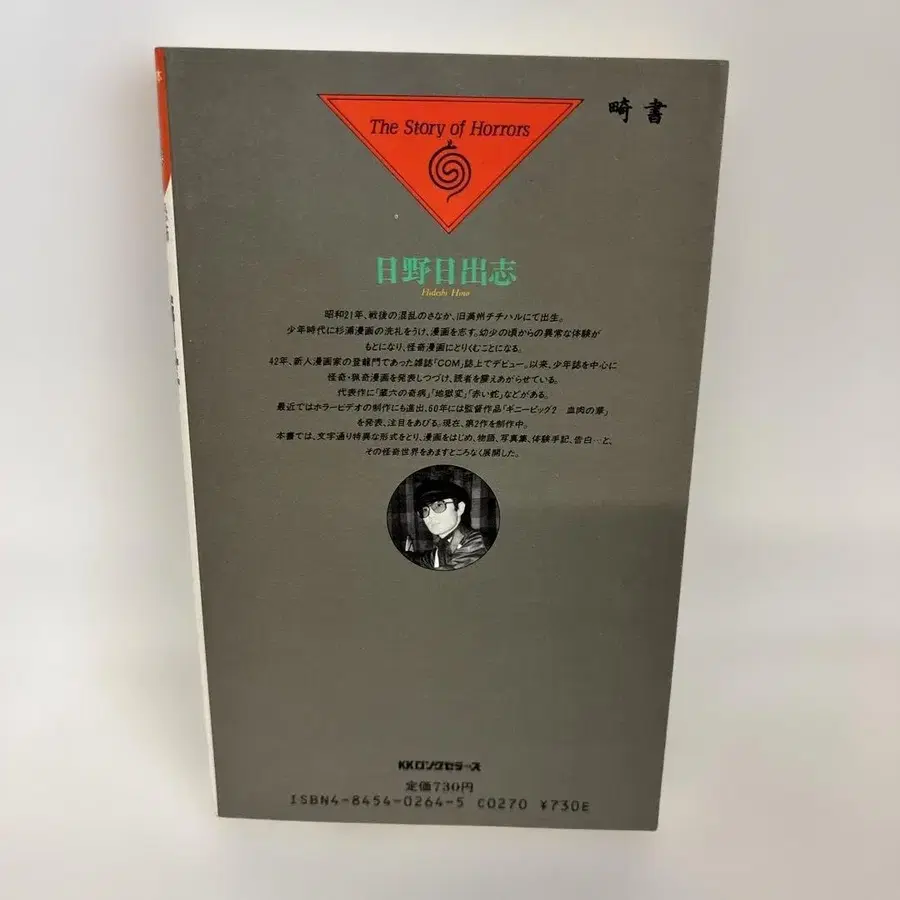 The Story of Horrors
畸書
日野日出志
Hideshi Hino
昭和21年、戦後の混乱のさなか、旧満州チチハルにて出生。
少年時代に杉浦漫画の洗礼をうけ、漫画を志す。幼少の頃からの異常な体験が
もとになり、怪奇漫画にとりくむことになる。
42年、新人漫画家の登龍門であった雑誌「COM」誌上でデビュー。以来、少年誌を中心に
怪奇・猟奇漫画を発表しつづけ、読者を震えあがらせている。
代表作に「蔵六の奇病」「地獄変」「赤い蛇」などがある。
最近ではホラービデオの制作にも進出、60年には監督作品「ギニーピッグ2 血肉の華」
を発表、注目をあびる。現在、第2作を制作中。
本書では、文字通り特異な形式をとり、漫画をはじめ、物語、写真集、体験手記、告白…と、
その怪奇世界をあますところなく展開した。
KKロングセラーズ
定価730円
ISBN4-8454-0264-5 C0270 ¥730E